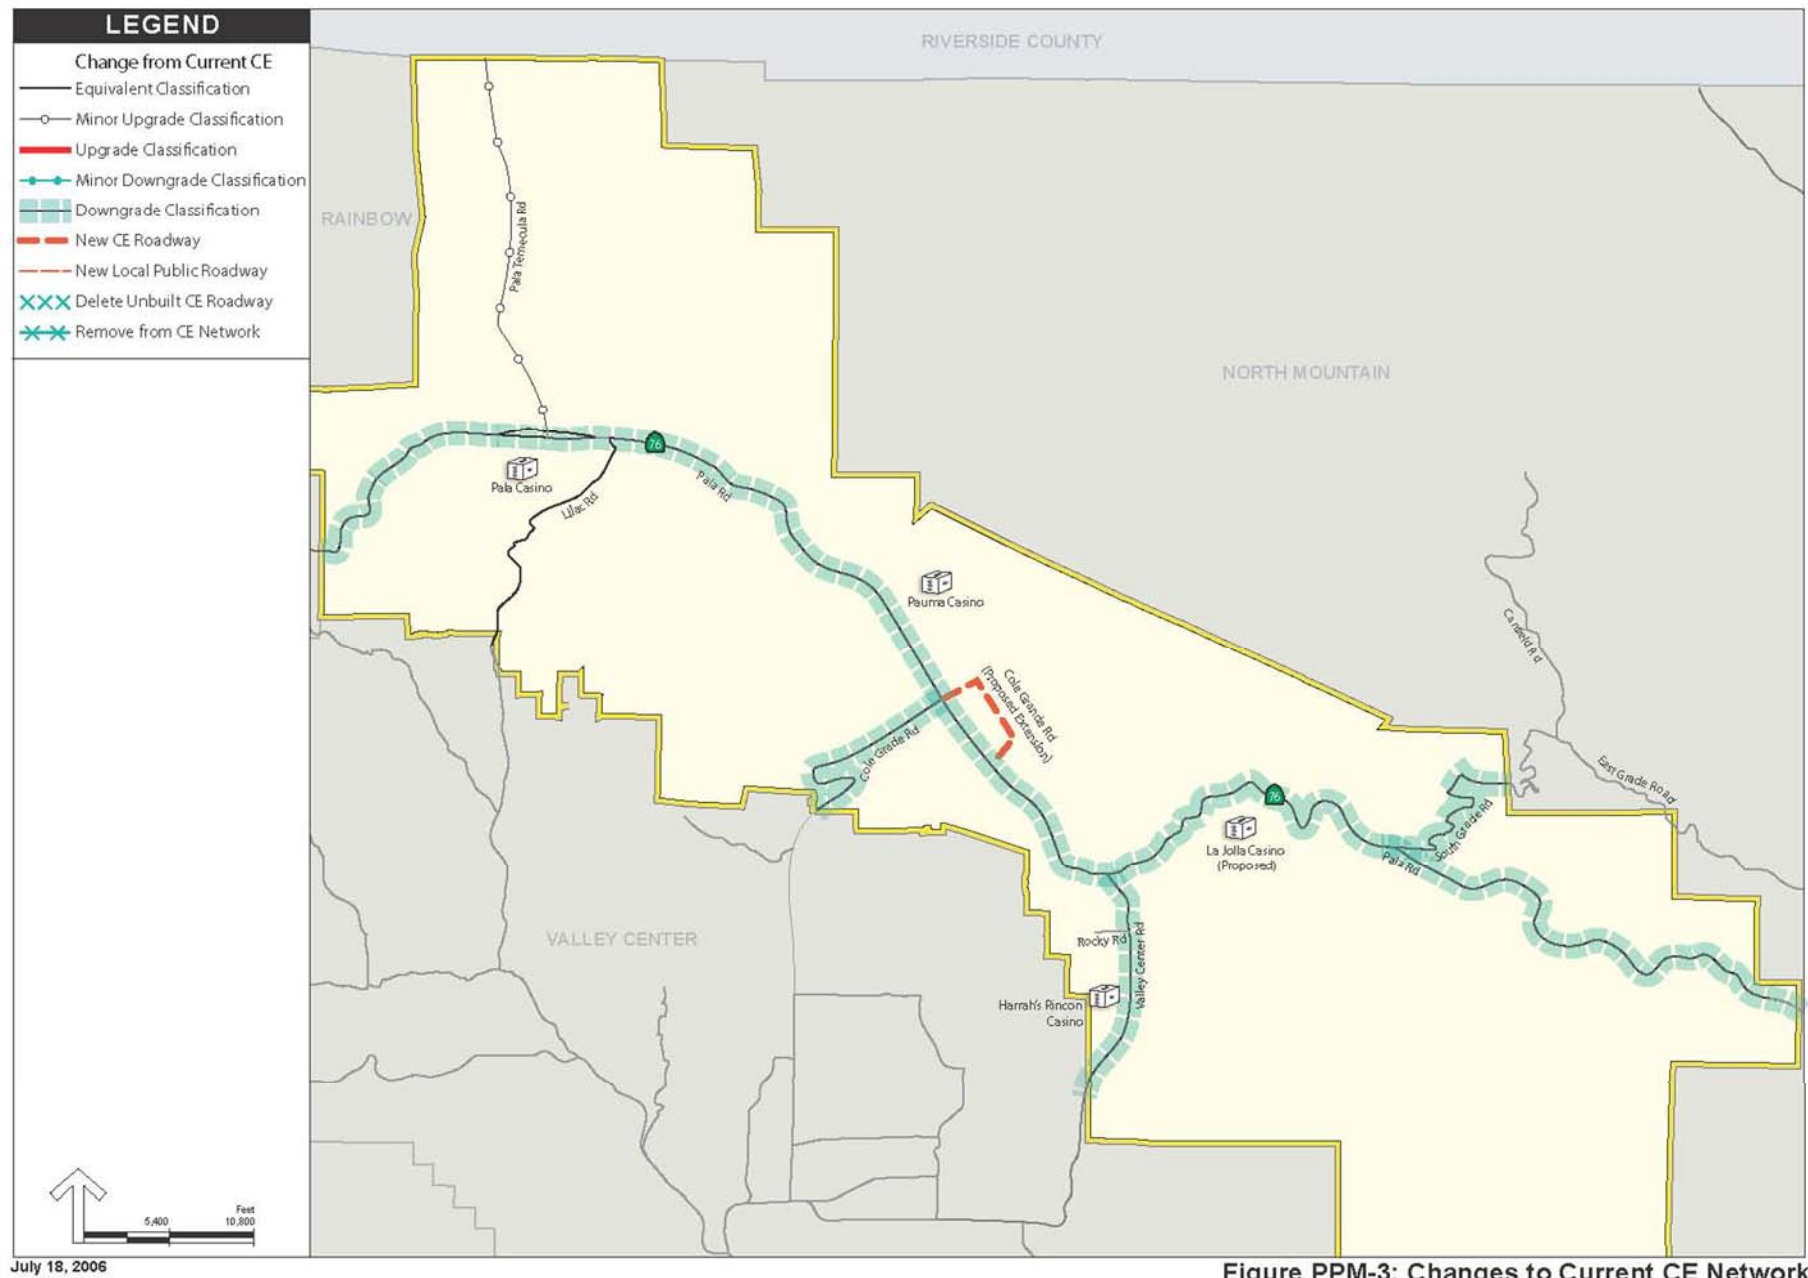 LEGEND
Change from Current CE
Equivalent Classification
Minor Upgrade Classification
Upgrade Classification
Minor Downgrade Classification
Downgrade Classification
New CE Roadway
New Local Public Roadway
Delete Unbuilt CE Roadway
Remove from CE Network
RIVERSIDE COUNTY
RAINBOW
Pala Temecula Rd
NORTH MOUNTAIN
76
Pala Casino
Lilac Rd
Pala Rd
Pauma Casino
Canfield Rd
Cole Grande Rd
(Proposed Extension)
Cole Grade Rd
East Grade Road
76
La Jolla Casino
(Proposed)
South Grade Rd
Pala Rd
VALLEY CENTER
Rocky Rd
Valley Center Rd
Harrah's Rincon
Casino
Feet
5,400
10,800
July 18, 2006
Figure PPM-3: Changes to Current CE Network